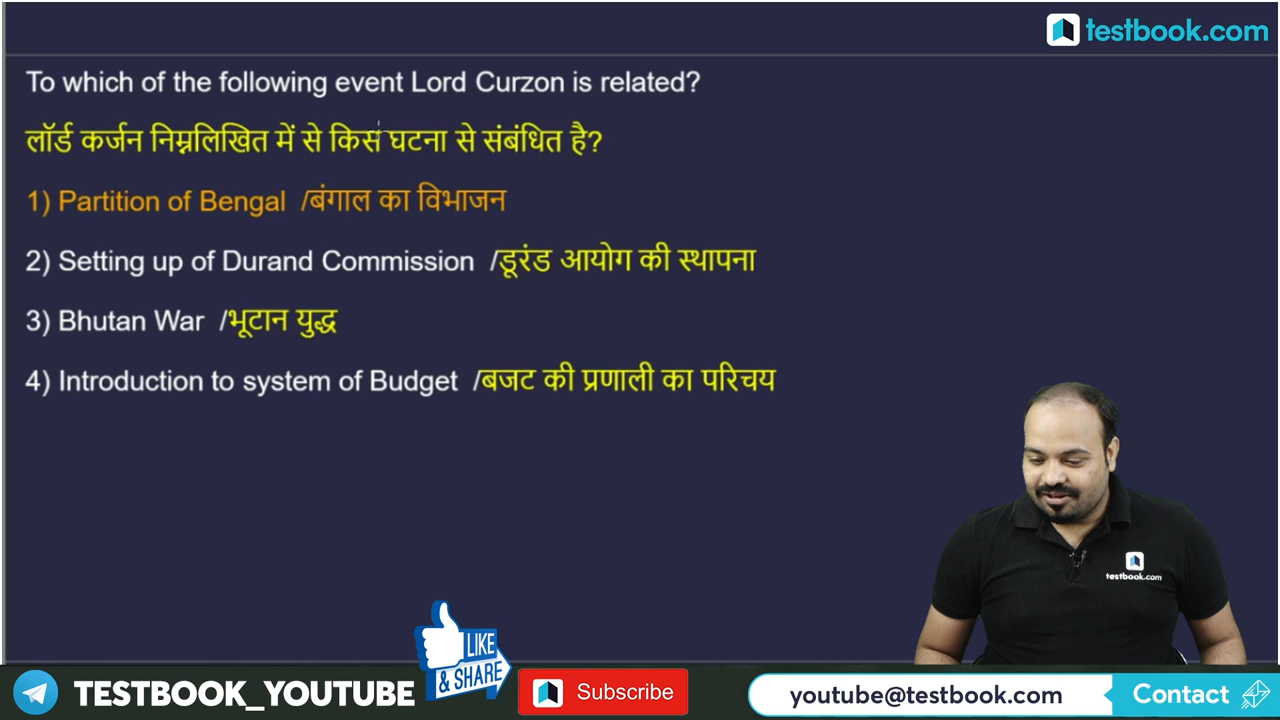 testbook.com
To which of the following event Lord Curzon is related?
लॉर्ड कर्जन निम्नलिखित में से किस घटना से संबंधित है?
1) Partition of Bengal /बंगाल का विभाजन
2) Setting up of Durand Commission /डूरंड आयोग की स्थापना
3) Bhutan War /भूटान युद्ध
4) Introduction to system of Budget /बजट की प्रणाली का परिचय
testbook.com
LIKE
& SHARE
TESTBOOK_YOUTUBE
Subscribe
youtube@testbook.com
Contact